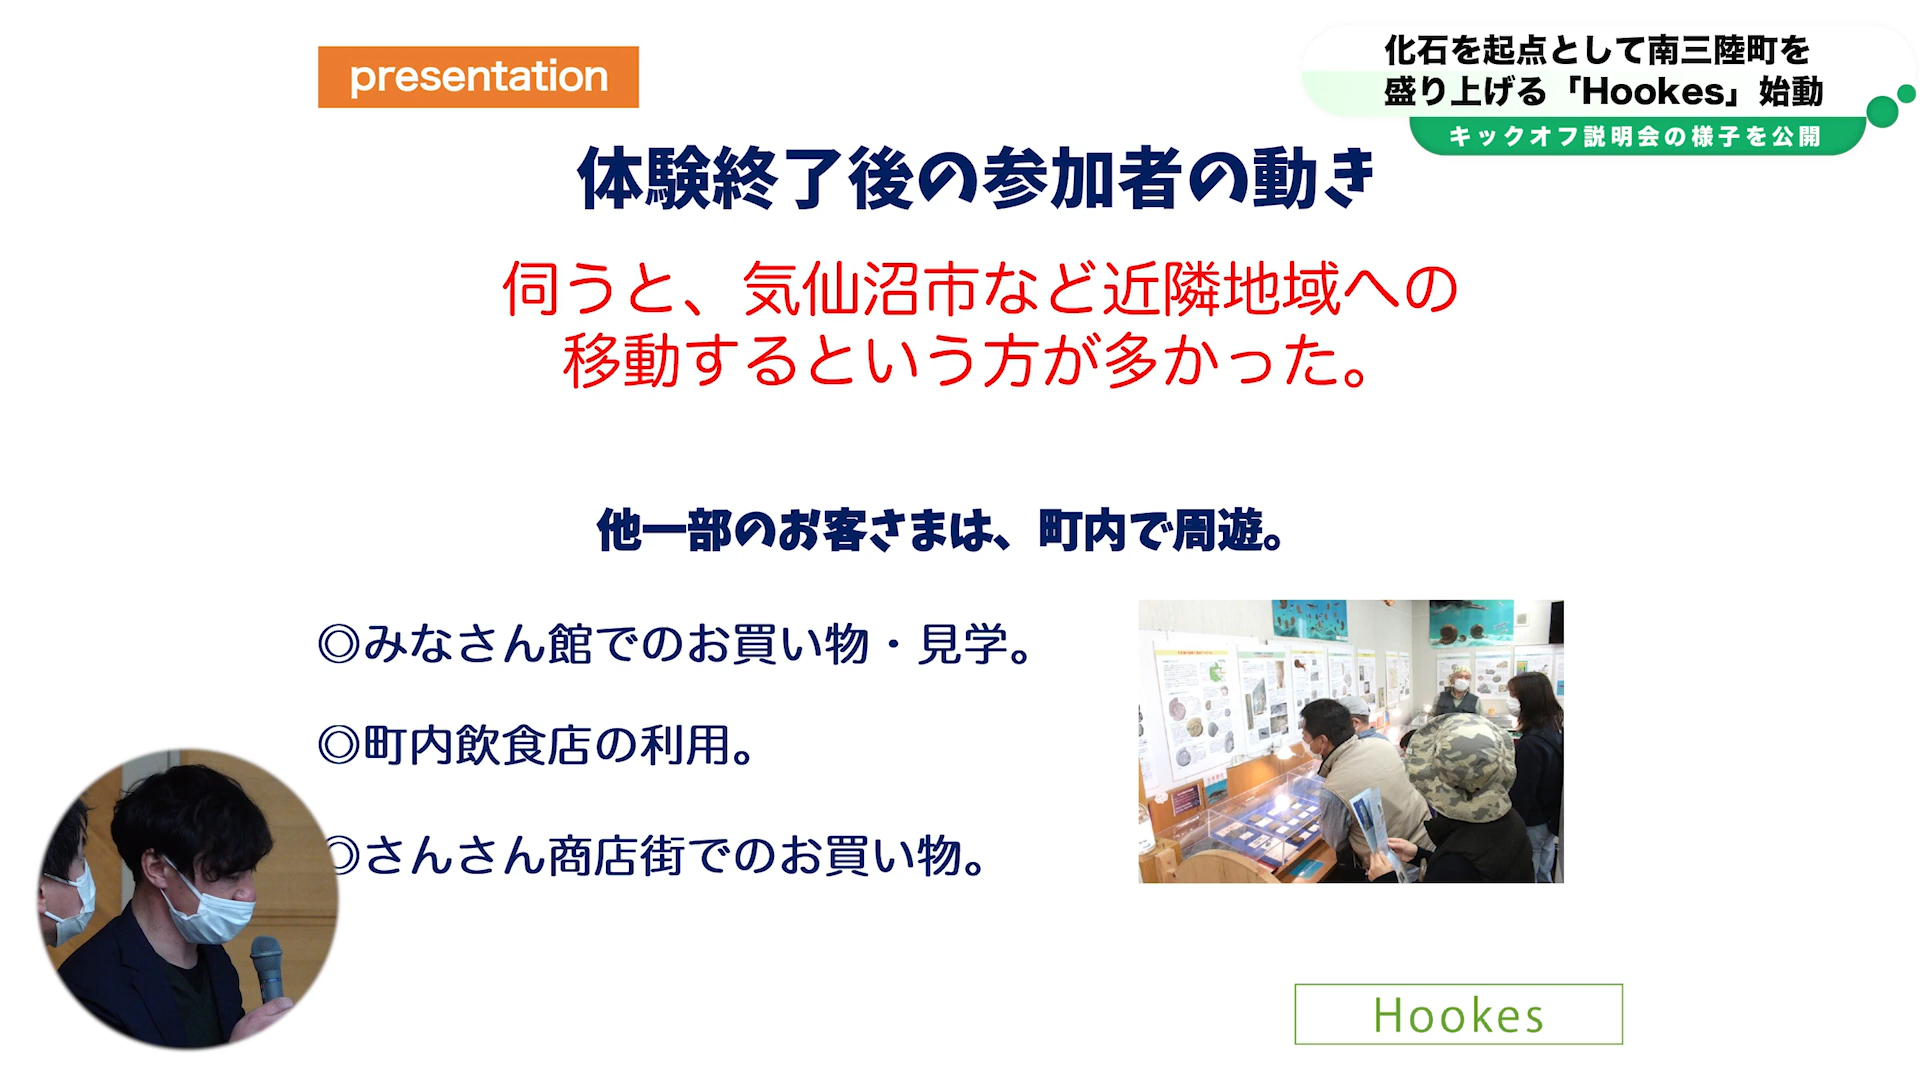 presentation
化石を起点として南三陸町を
盛り上げる「Hookes」始動
キックオフ説明会の様子を公開
体験終了後の参加者の動き
伺うと、気仙沼市など近隣地域への
移動するという方が多かった。
他一部のお客さまは、町内で周遊。
◎みなさん館でのお買い物・見学。
◎町内飲食店の利用。
◎さんさん商店街でのお買い物。
Hookes